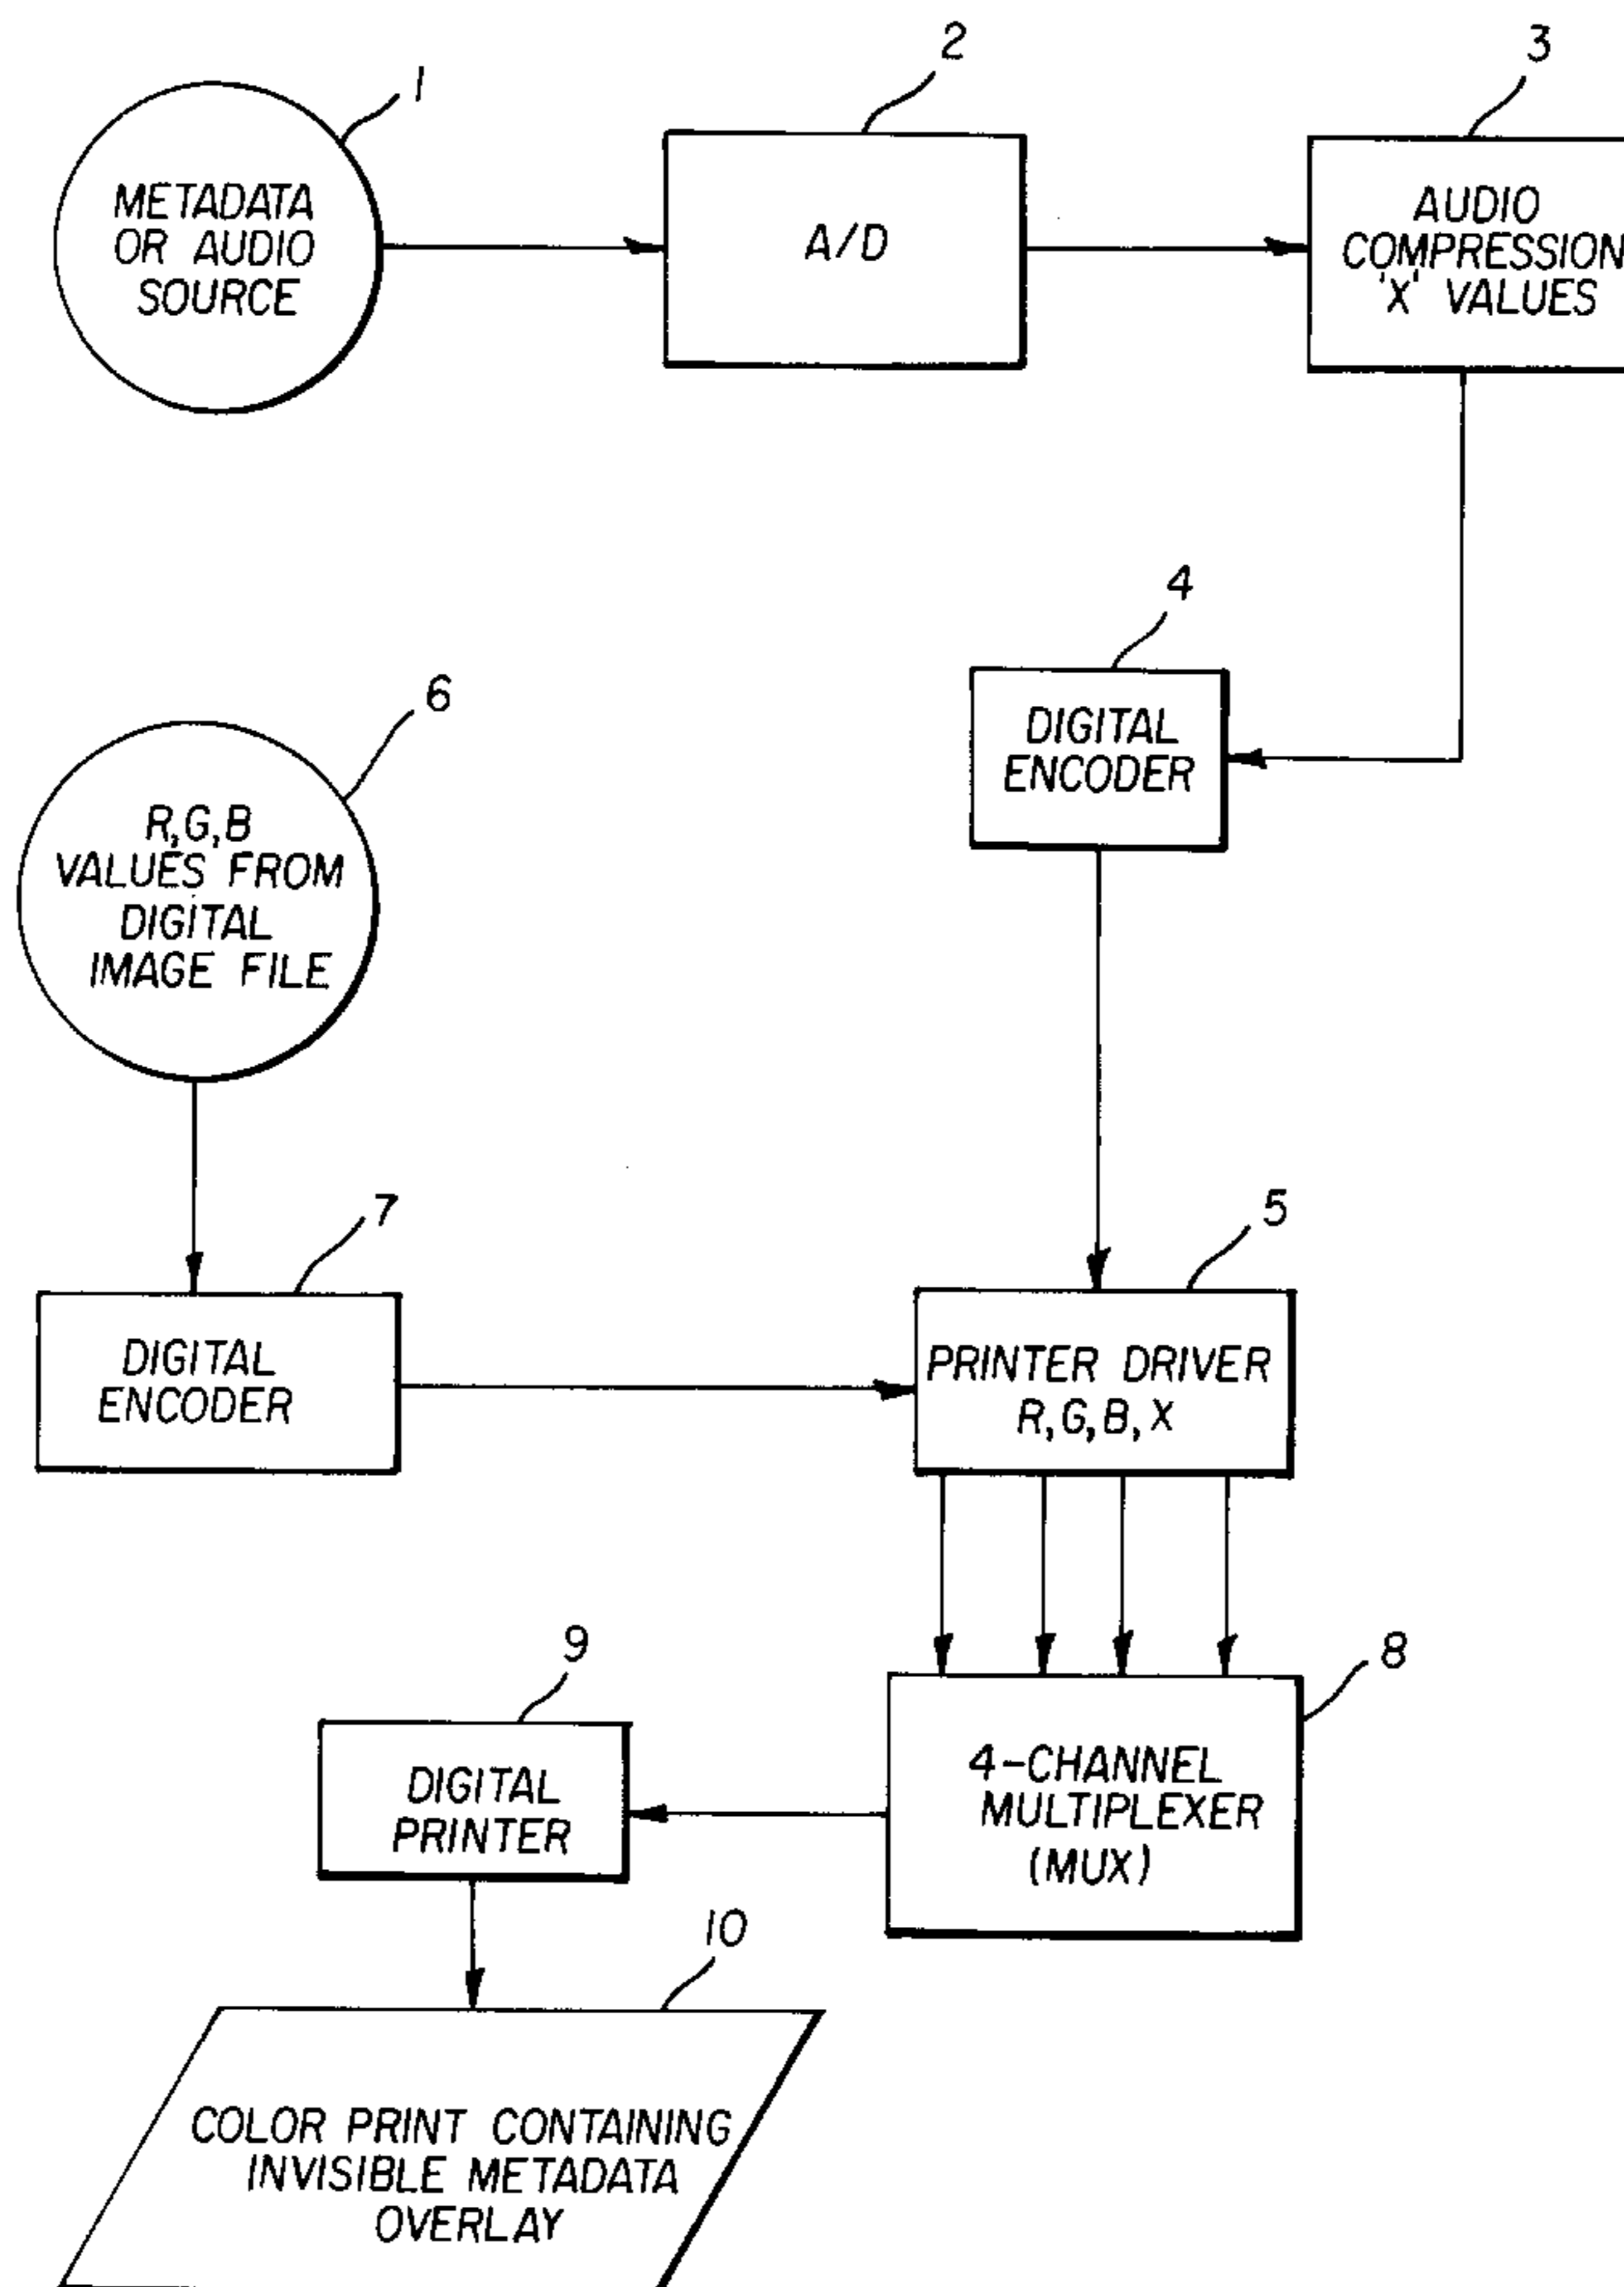 1
2
3
METADATA
OR AUDIO
SOURCE
A/D
AUDIO
COMPRESSION
'X' VALUES
4
DIGITAL
ENCODER
6
R,G,B
VALUES FROM
DIGITAL
IMAGE FILE
7
5
DIGITAL
ENCODER
PRINTER DRIVER
R,G,B,X
9
8
DIGITAL
PRINTER
4-CHANNEL
MULTIPLEXER
(MUX)
10
COLOR PRINT CONTAINING
INVISIBLE METADATA
OVERLAY